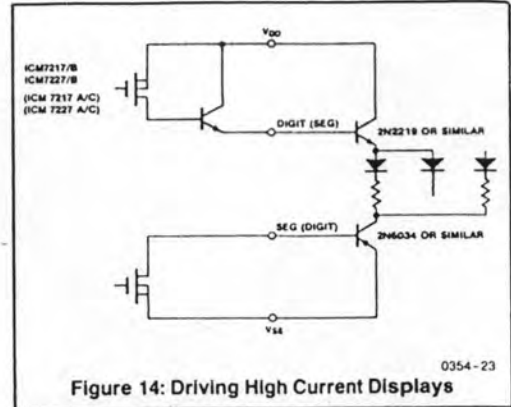 VDD
ICM7217/B
ICM7227/B
(ICM 7217 A/C)
(ICM 7227 A/C)
DIGIT (SEG)
2N2219 OR SIMILAR
SEG (DIGIT)
2N6034 OR SIMILAR
VSS
0354-23
Figure 14: Driving High Current Displays